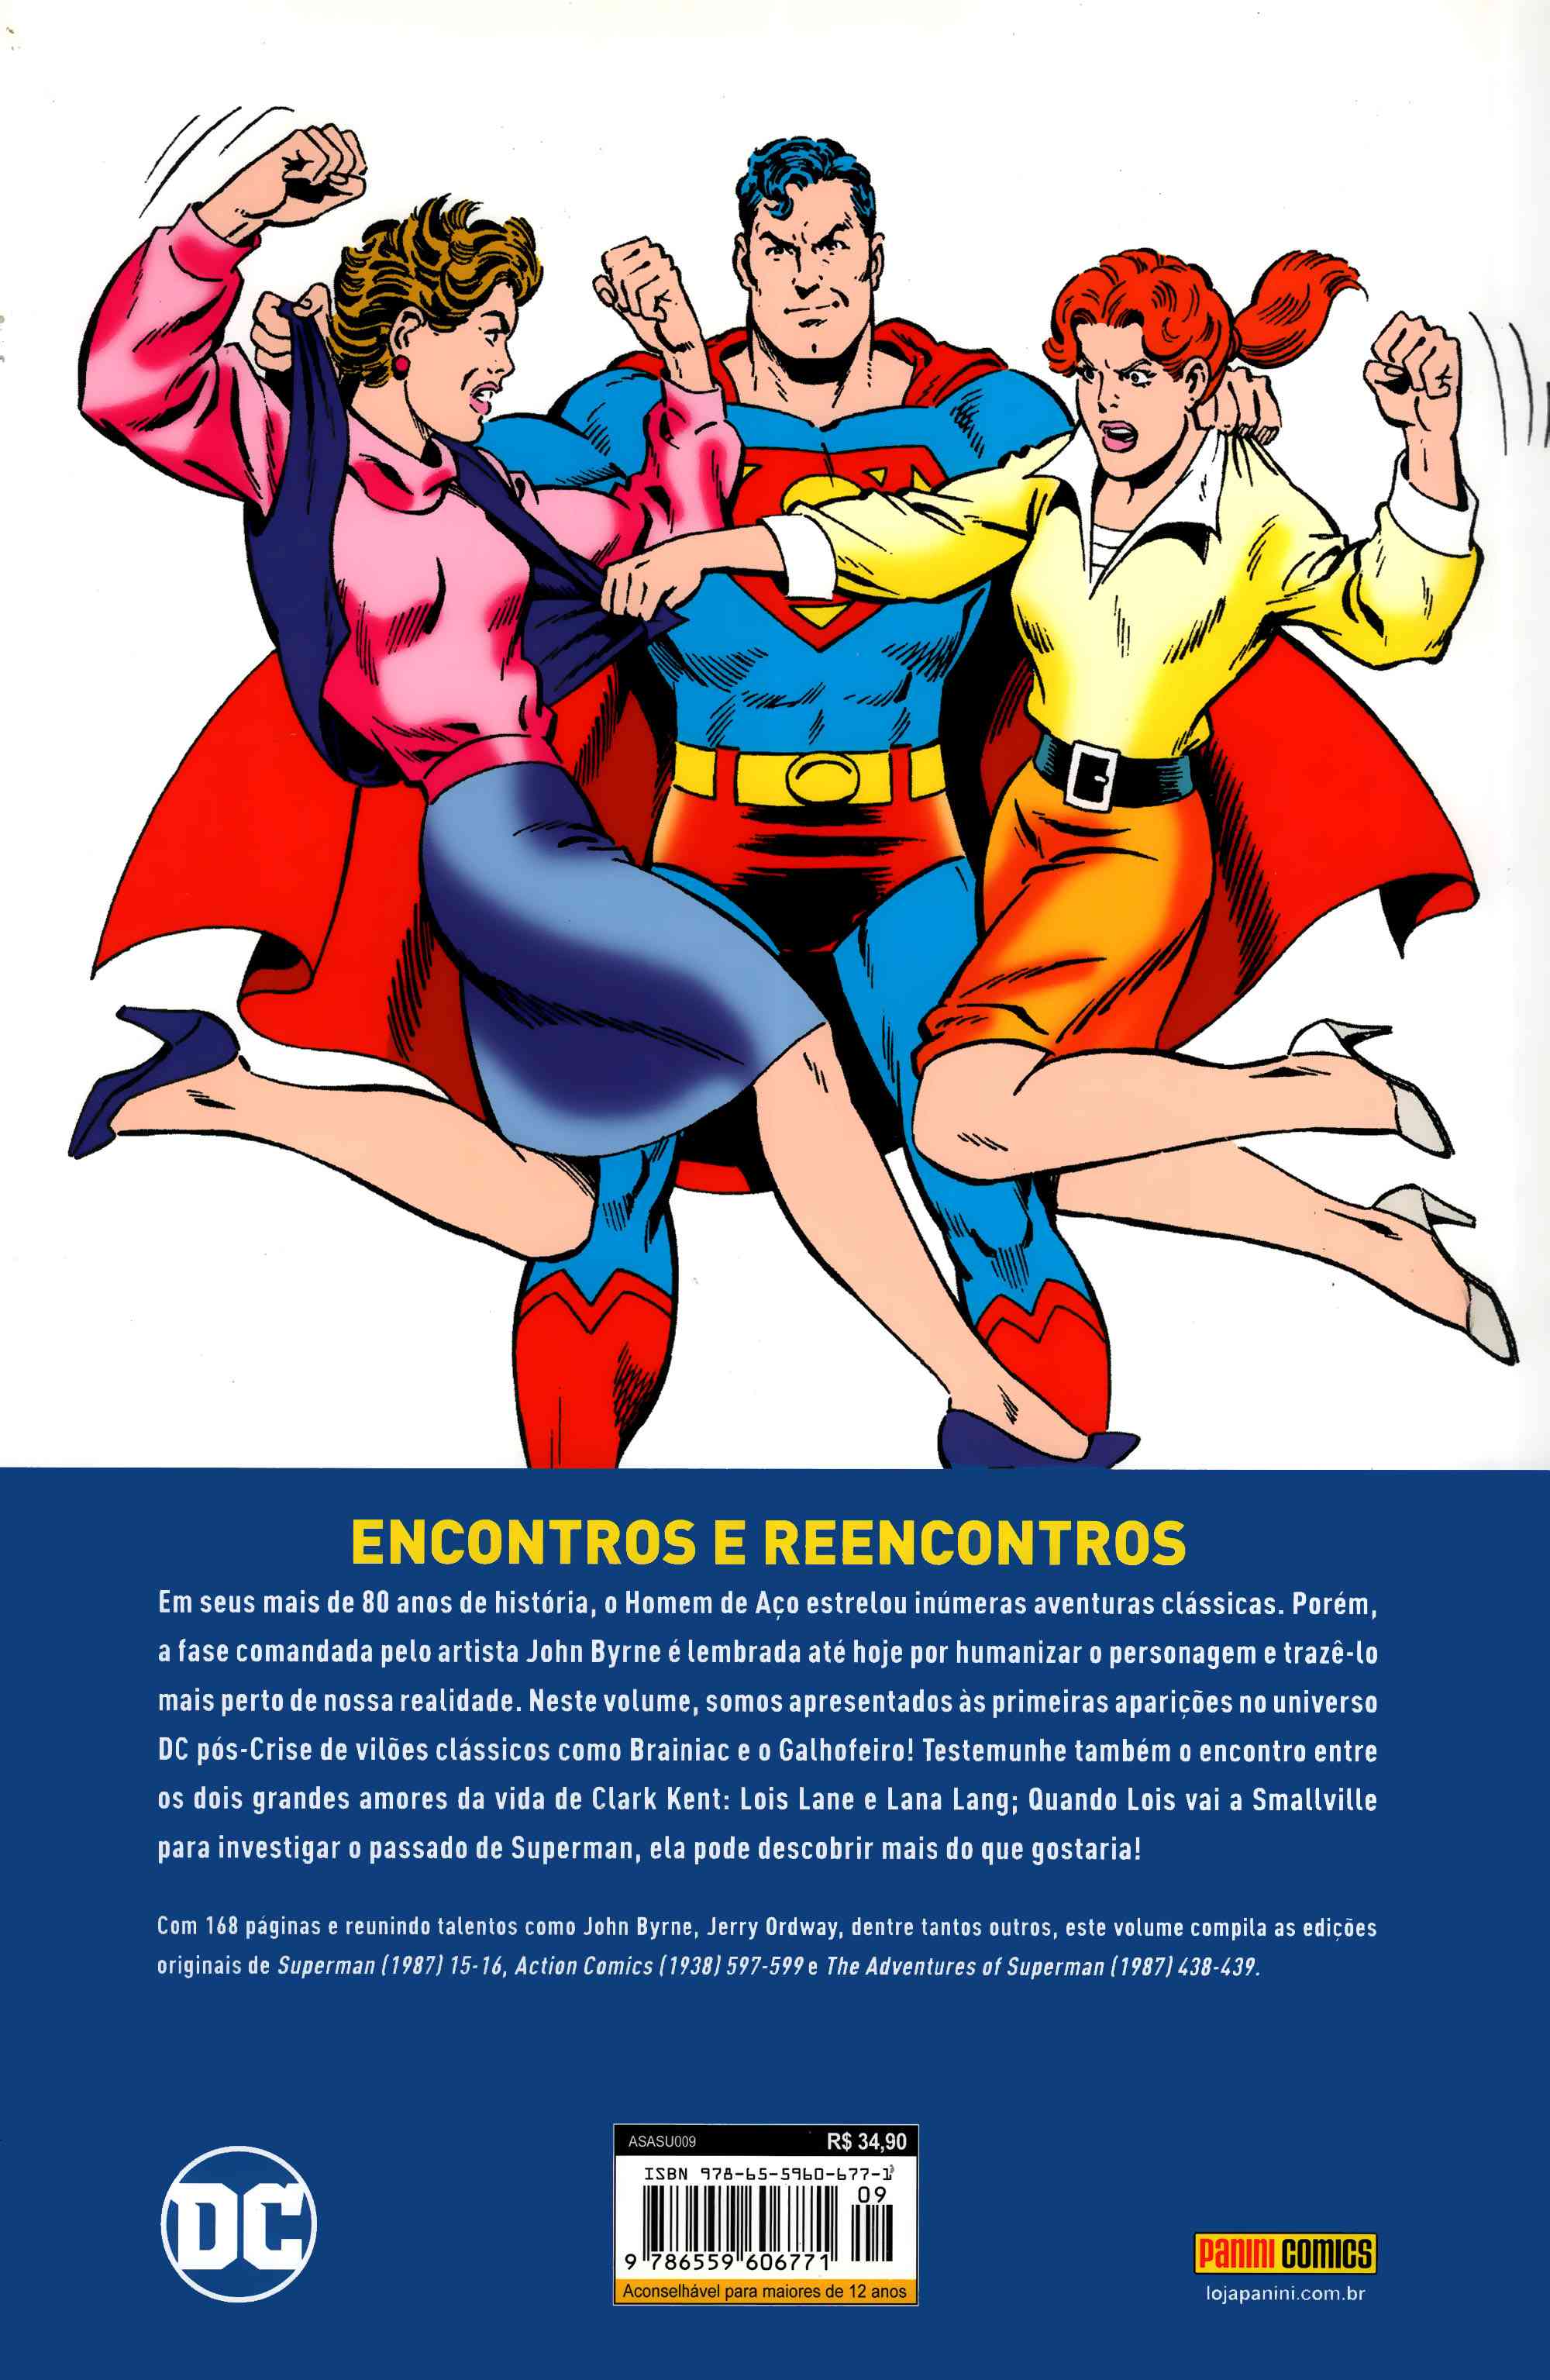 ENCONTROS E REENCONTROS
Em seus mais de 80 anos de história, o Homem de Aço estrelou inúmeras aventuras clássicas. Porém,
a fase comandada pelo artista John Byrne é lembrada até hoje por humanizar o personagem e trazê-lo
mais perto de nossa realidade. Neste volume, somos apresentados às primeiras aparições no universo
DC pós-Crise de vilões clássicos como Brainiac e o Galhofeiro! Testemunhe também o encontro entre
os dois grandes amores da vida de Clark Kent: Lois Lane e Lana Lang; Quando Lois vai a Smallville
para investigar o passado de Superman, ela pode descobrir mais do que gostaria!
Com 168 páginas e reunindo talentos como John Byrne, Jerry Ordway, dentre tantos outros, este volume compila as edições
originais de Superman (1987) 15-16, Action Comics (1938) 597-599 e The Adventures of Superman (1987) 438-439.
DC
ASASU009 R$ 34,90
ISBN 978-65-5960-677-1
09
9 786559 606771
Aconselhável para maiores de 12 anos
PANINI COMICS
lojapanini.com.br